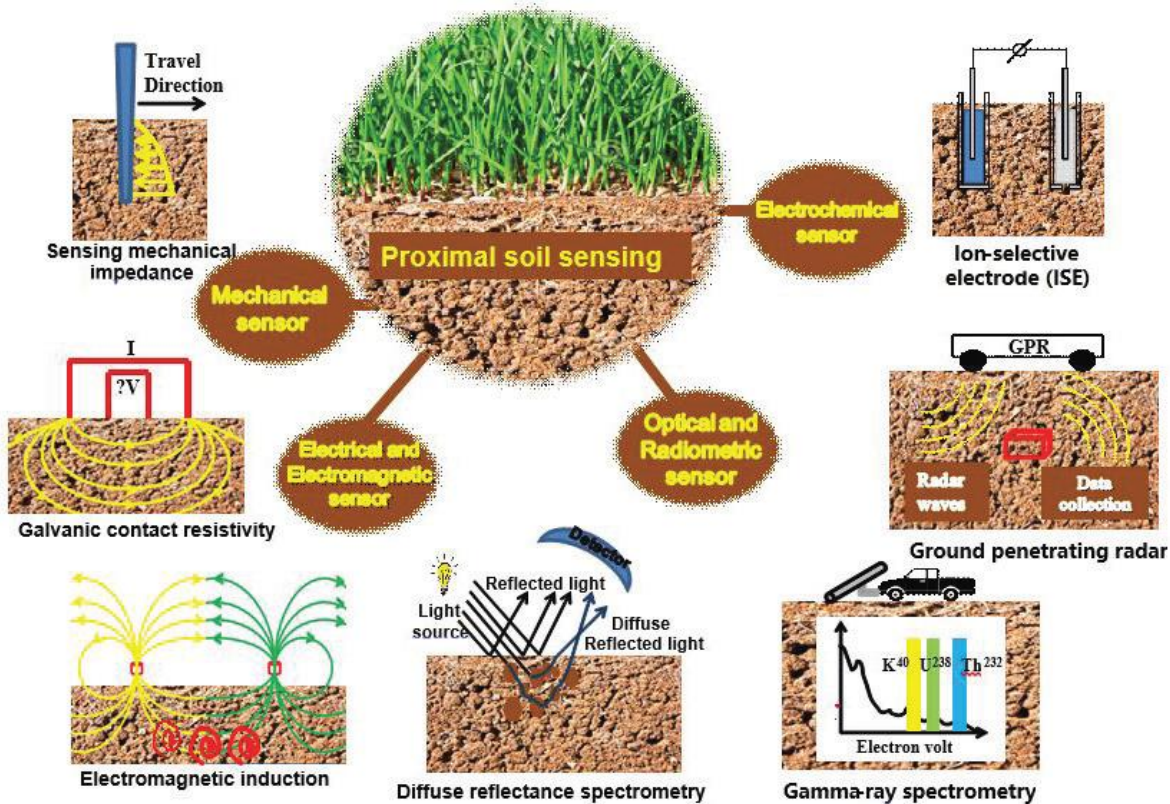 Travel
Direction
Sensing mechanical
impedance
Proximal soil sensing
Electrochemical
sensor
Ion-selective
electrode (ISE)
Mechanical
sensor
I
?V
Galvanic contact resistivity
Electrical and
Electromagnetic
sensor
Optical and
Radiometric
sensor
GPR
Radar
waves
Data
collection
Ground penetrating radar
Electromagnetic induction
Detector
Reflected light
Light
source
Diffuse
Reflected light
Diffuse reflectance spectrometry
K40 U238 Th232
Electron volt
Gamma-ray spectrometry